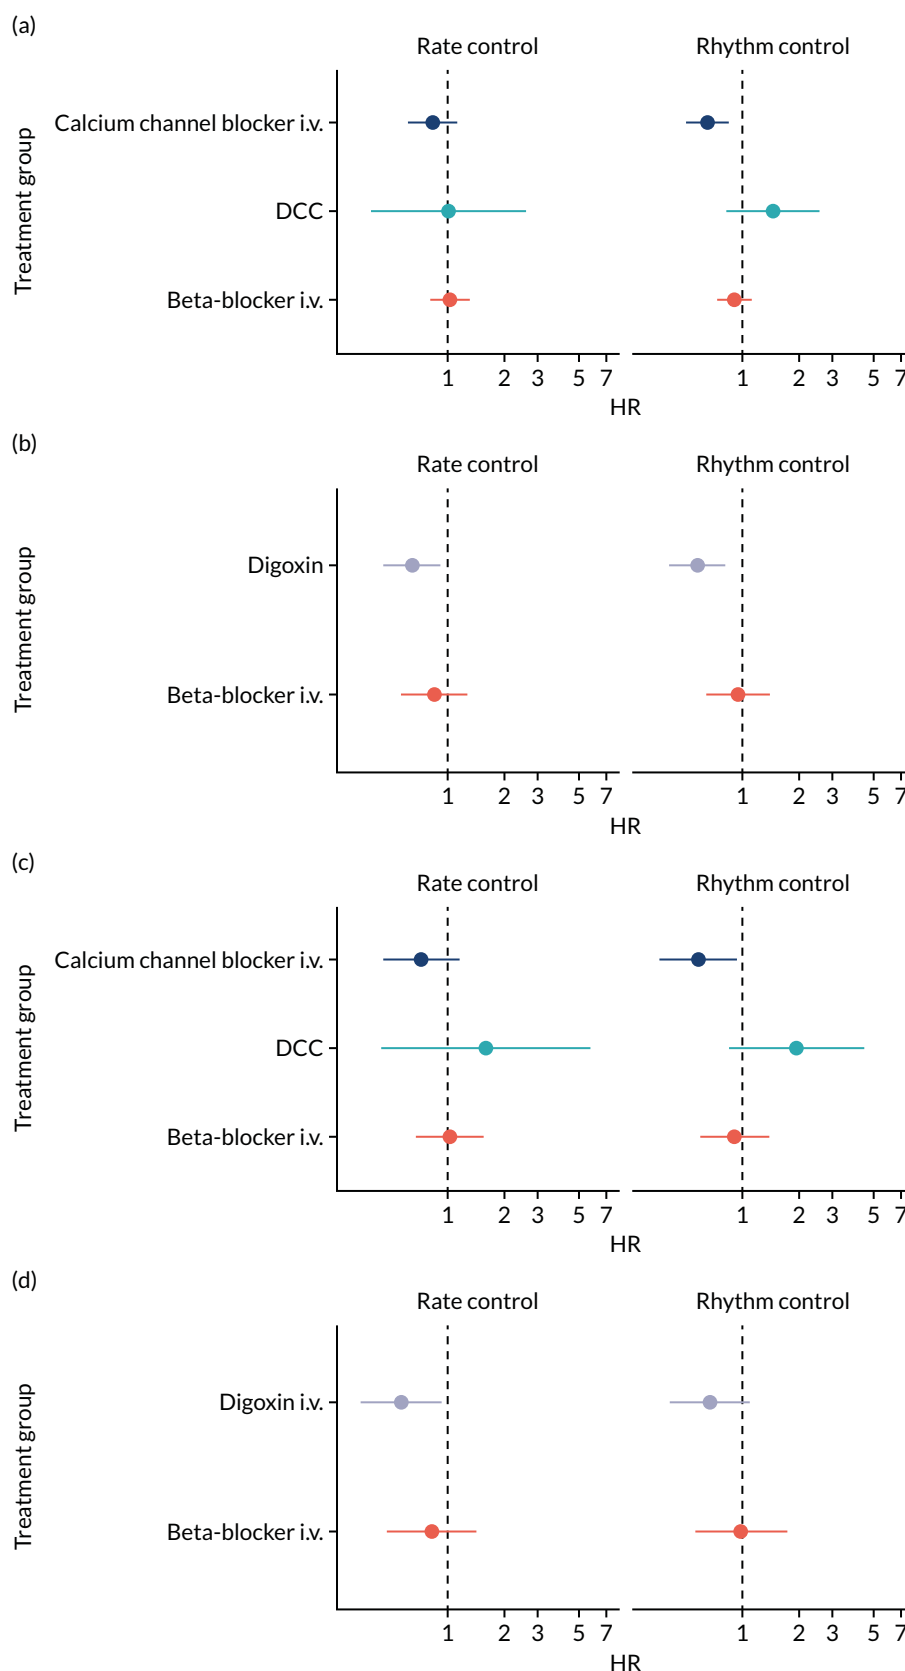 (a)
Rate control Rhythm control
Treatment group
Calcium channel blocker i.v.
DCC
Beta-blocker i.v.
1 2 3 5 7 1 2 3 5 7
HR
(b)
Rate control Rhythm control
Treatment group
Digoxin
Beta-blocker i.v.
1 2 3 5 7 1 2 3 5 7
HR
(c)
Rate control Rhythm control
Treatment group
Calcium channel blocker i.v.
DCC
Beta-blocker i.v.
1 2 3 5 7 1 2 3 5 7
HR
(d)
Rate control Rhythm control
Treatment group
Digoxin i.v.
Beta-blocker i.v.
1 2 3 5 7 1 2 3 5 7
HR